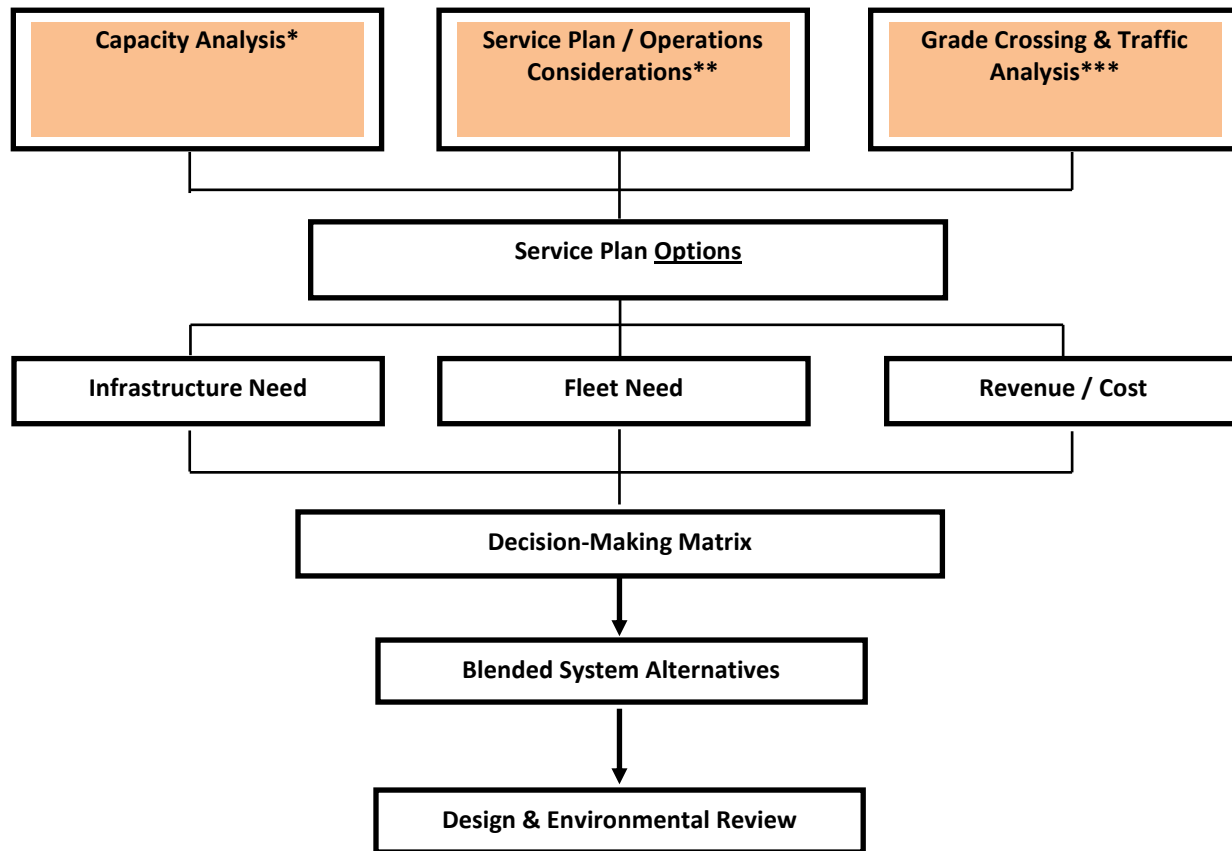 Capacity Analysis*
Service Plan / Operations
Considerations**
Grade Crossing & Traffic
Analysis***
Service Plan Options
Infrastructure Need
Fleet Need
Revenue / Cost
Decision-Making Matrix
Blended System Alternatives
Design & Environmental Review